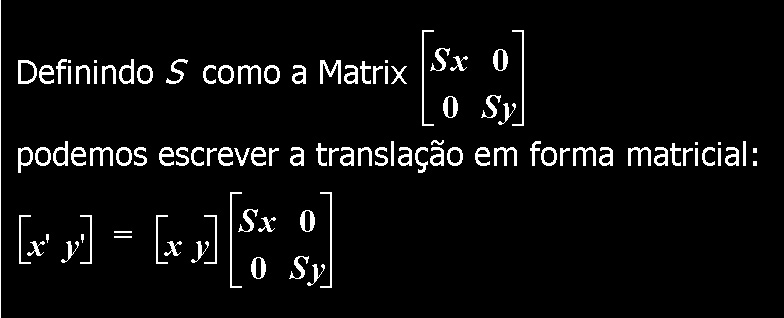 Definindo S como a Matrix [Sx 0
0 Sy]
podemos escrever a translação em forma matricial:
[x' y'] = [x y] [Sx 0
0 Sy]